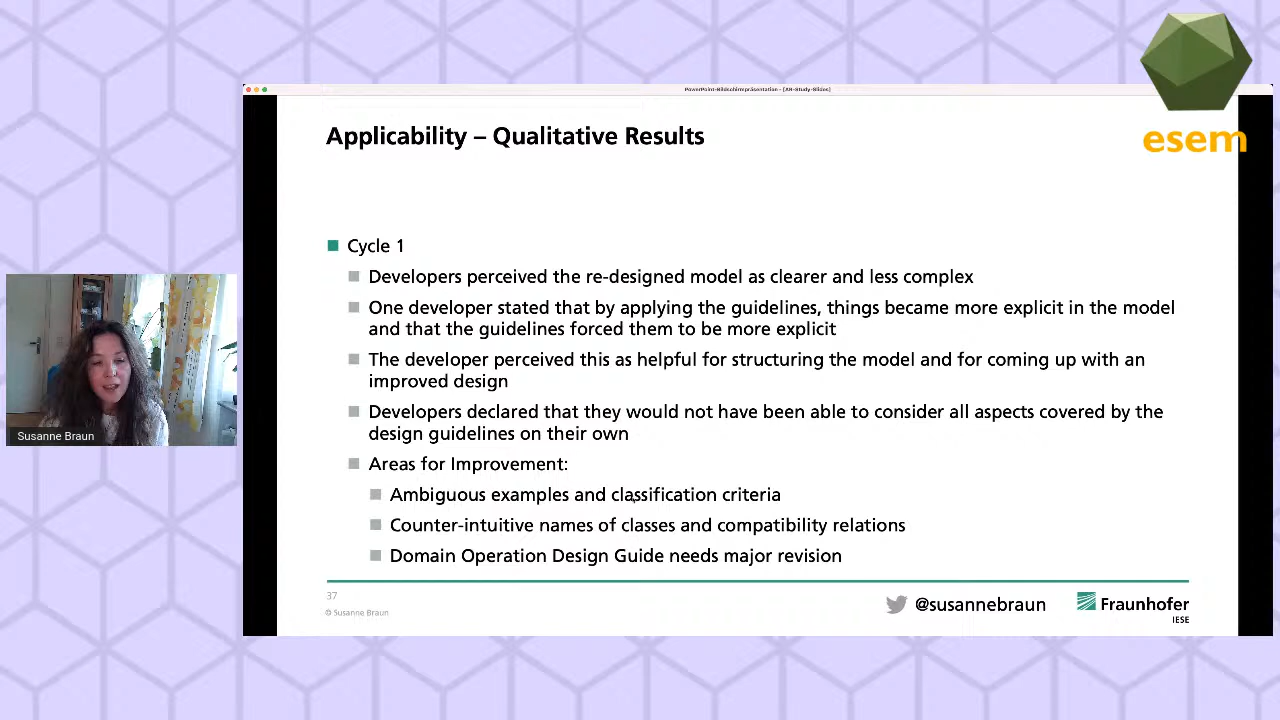 PowerPoint-Bildschirmpräsentation - [AR-Study-Slides]
esem
Applicability – Qualitative Results
Cycle 1
Developers perceived the re-designed model as clearer and less complex
One developer stated that by applying the guidelines, things became more explicit in the model
and that the guidelines forced them to be more explicit
The developer perceived this as helpful for structuring the model and for coming up with an
improved design
Developers declared that they would not have been able to consider all aspects covered by the
design guidelines on their own
Areas for Improvement:
Ambiguous examples and classification criteria
Counter-intuitive names of classes and compatibility relations
Domain Operation Design Guide needs major revision
Susanne Braun
37
© Susanne Braun
@susannebraun
Fraunhofer
IESE